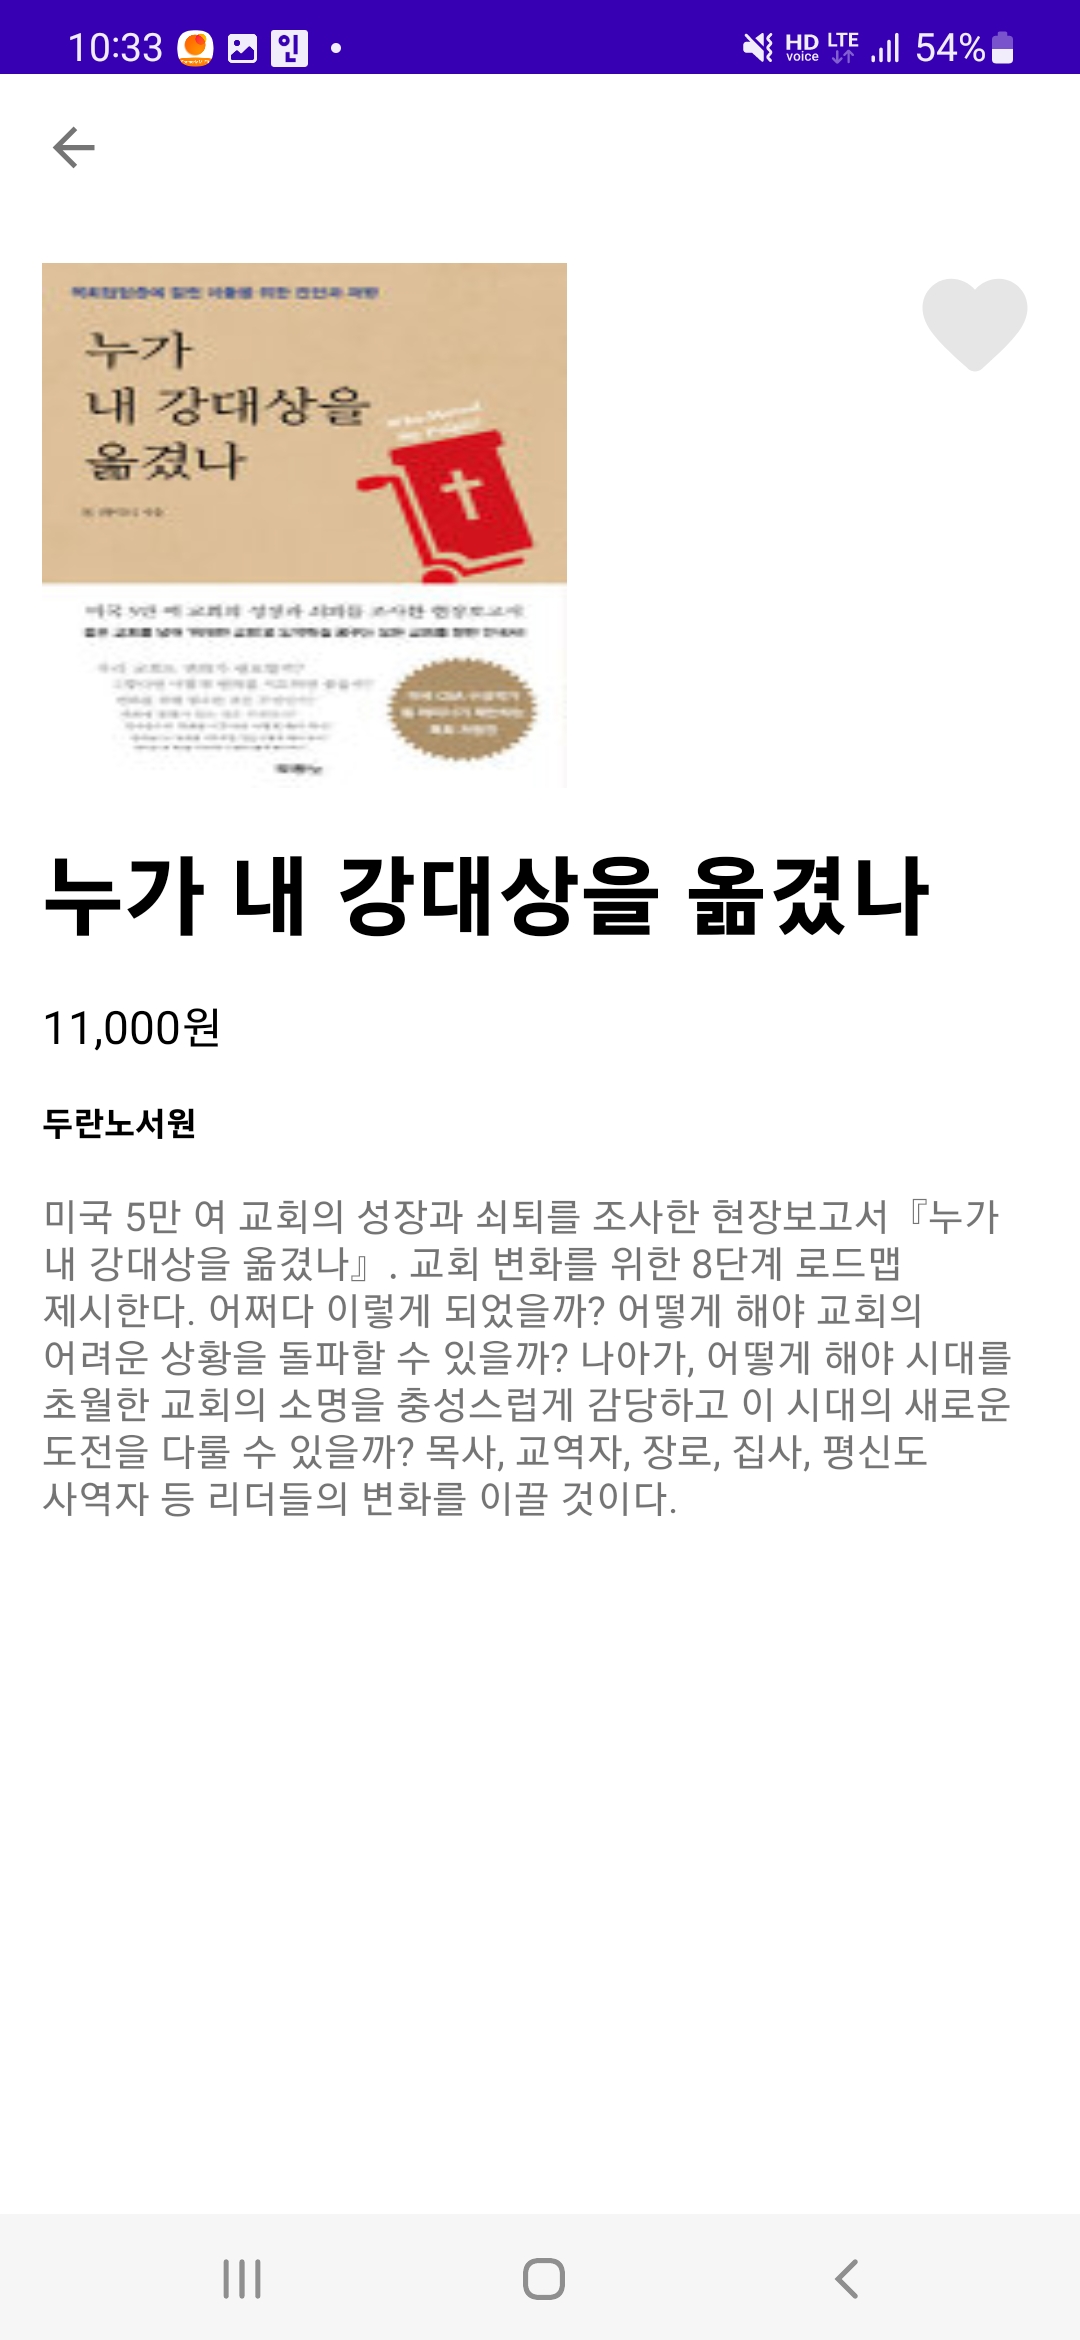 10:33 인 HD voice LTE 54%
누가
내 강대상을
옮겼나
Who Moved
My Pulpit?
미국 5만 여 교회의 성장과 쇠퇴를 조사한 현장보고서
두란노
누가 내 강대상을 옮겼나
11,000원
두란노서원
미국 5만 여 교회의 성장과 쇠퇴를 조사한 현장보고서『누가
내 강대상을 옮겼나』. 교회 변화를 위한 8단계 로드맵
제시한다. 어쩌다 이렇게 되었을까? 어떻게 해야 교회의
어려운 상황을 돌파할 수 있을까? 나아가, 어떻게 해야 시대를
초월한 교회의 소명을 충성스럽게 감당하고 이 시대의 새로운
도전을 다룰 수 있을까? 목사, 교역자, 장로, 집사, 평신도
사역자 등 리더들의 변화를 이끌 것이다.